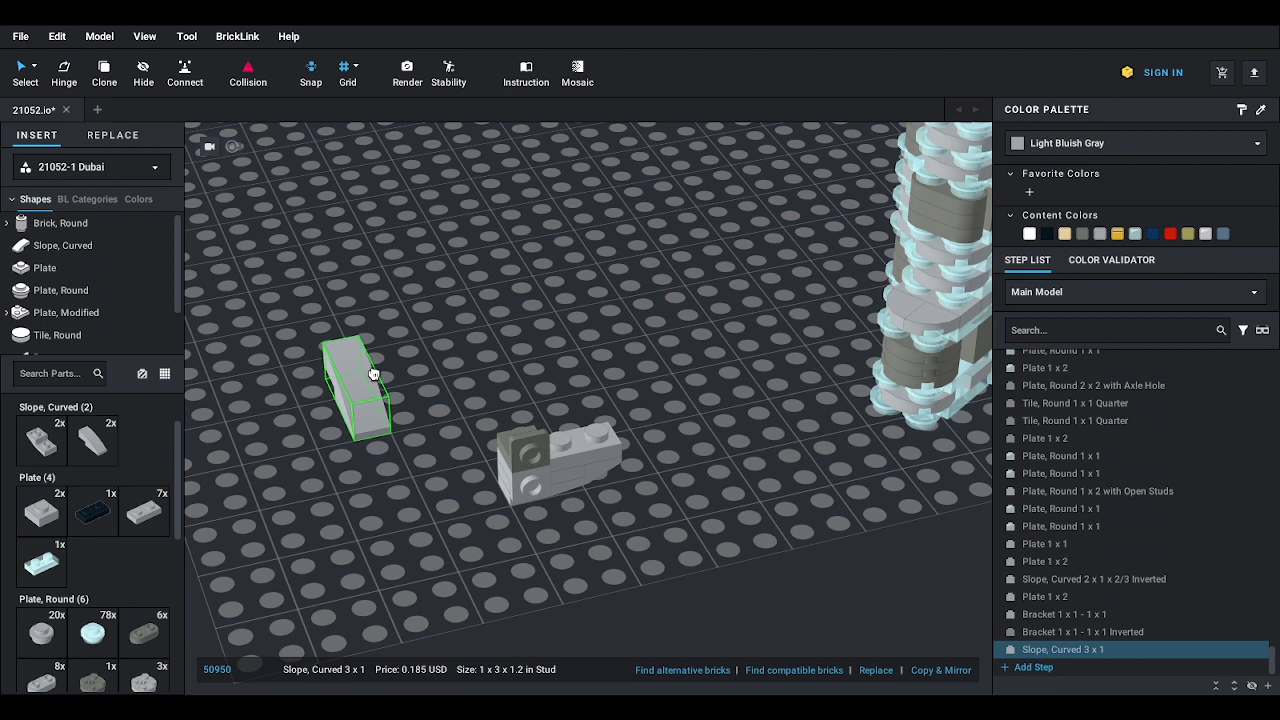 File Edit Model View Tool BrickLink Help
Select Hinge Clone Hide Connect Collision Snap Grid Render Stability Instruction Mosaic SIGN IN
21052.io*
INSERT REPLACE
21052-1 Dubai
Shapes BL Categories Colors
Brick, Round
Slope, Curved
Plate
Plate, Round
Plate, Modified
Tile, Round
Search Parts...
Slope, Curved (2)
2x 2x
Plate (4)
2x 1x 7x
1x
Plate, Round (6)
20x 78x 6x
8x 1x 3x
50950 Slope, Curved 3 x 1 Price: 0.185 USD Size: 1 x 3 x 1.2 in Stud Find alternative bricks | Find compatible bricks | Replace | Copy & Mirror
COLOR PALETTE
Light Bluish Gray
Favorite Colors
+
Content Colors
STEP LIST COLOR VALIDATOR
Main Model
Search...
Plate, Round 1 x 1
Plate 1 x 2
Plate, Round 2 x 2 with Axle Hole
Tile, Round 1 x 1 Quarter
Tile, Round 1 x 1 Quarter
Plate 1 x 2
Plate, Round 1 x 1
Plate, Round 1 x 1
Plate, Round 1 x 2 with Open Studs
Plate, Round 1 x 1
Plate, Round 1 x 1
Plate 1 x 1
Plate 1 x 2
Slope, Curved 2 x 1 x 2/3 Inverted
Plate 1 x 2
Bracket 1 x 1 - 1 x 1
Bracket 1 x 1 - 1 x 1 Inverted
Slope, Curved 3 x 1
+ Add Step